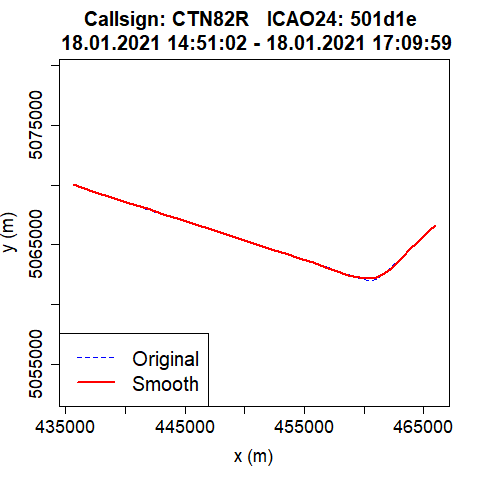 Callsign: CTN82R   ICAO24: 501d1e
18.01.2021 14:51:02 - 18.01.2021 17:09:59
5075000
5065000
5055000
y (m)
Original
Smooth
435000
445000
455000
465000
x (m)